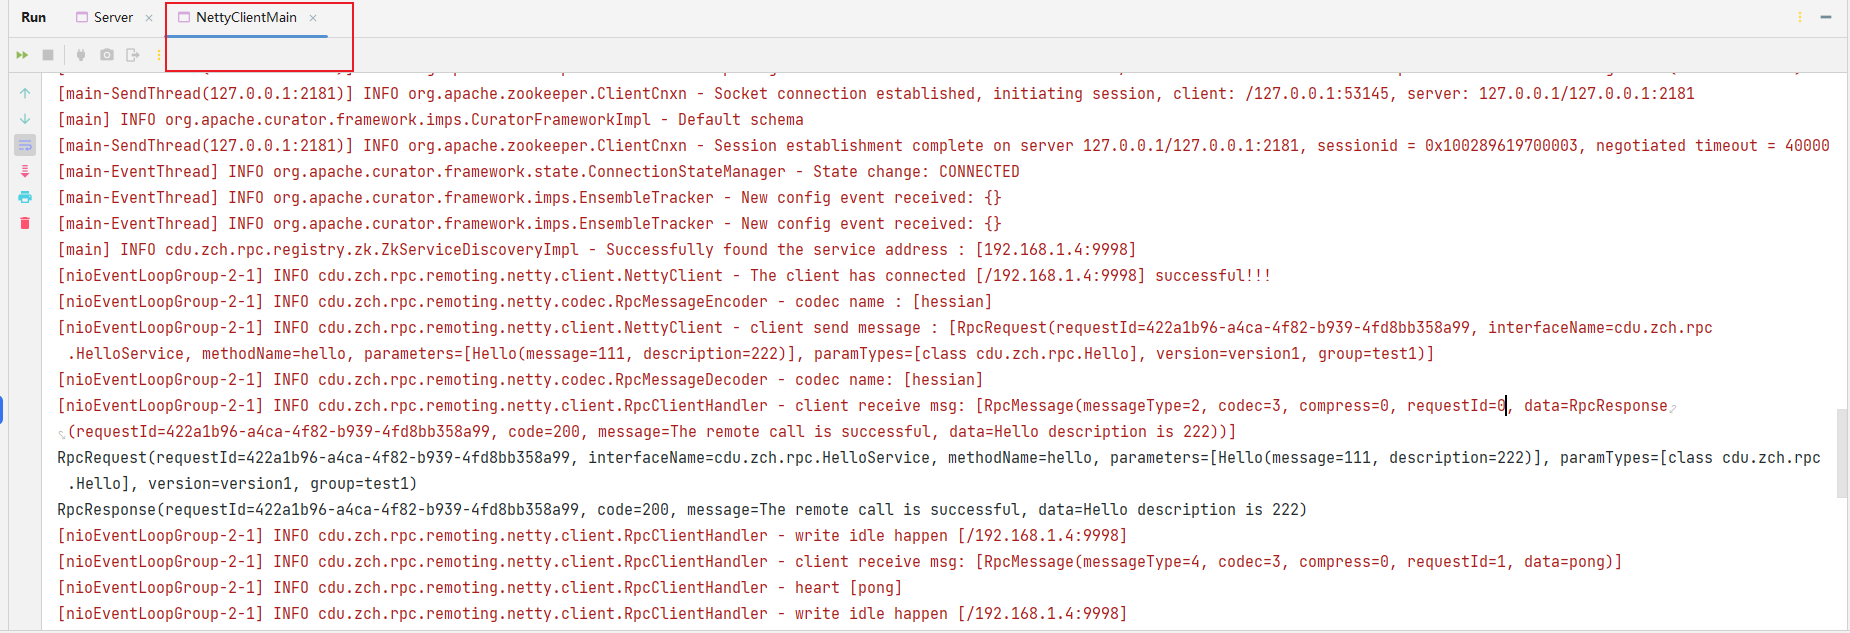 Run Server NettyClientMain
[main-SendThread(127.0.0.1:2181)] INFO org.apache.zookeeper.ClientCnxn - Socket connection established, initiating session, client: /127.0.0.1:53145, server: 127.0.0.1/127.0.0.1:2181
[main] INFO org.apache.curator.framework.imps.CuratorFrameworkImpl - Default schema
[main-SendThread(127.0.0.1:2181)] INFO org.apache.zookeeper.ClientCnxn - Session establishment complete on server 127.0.0.1/127.0.0.1:2181, sessionid = 0x100289619700003, negotiated timeout = 40000
[main-EventThread] INFO org.apache.curator.framework.state.ConnectionStateManager - State change: CONNECTED
[main-EventThread] INFO org.apache.curator.framework.imps.EnsembleTracker - New config event received: {}
[main-EventThread] INFO org.apache.curator.framework.imps.EnsembleTracker - New config event received: {}
[main] INFO cdu.zch.rpc.registry.zk.ZkServiceDiscoveryImpl - Successfully found the service address : [192.168.1.4:9998]
[nioEventLoopGroup-2-1] INFO cdu.zch.rpc.remoting.netty.client.NettyClient - The client has connected [/192.168.1.4:9998] successful!!!
[nioEventLoopGroup-2-1] INFO cdu.zch.rpc.remoting.netty.codec.RpcMessageEncoder - codec name : [hessian]
[nioEventLoopGroup-2-1] INFO cdu.zch.rpc.remoting.netty.client.NettyClient - client send message : [RpcRequest(requestId=422a1b96-a4ca-4f82-b939-4fd8bb358a99, interfaceName=cdu.zch.rpc
.HelloService, methodName=hello, parameters=[Hello(message=111, description=222)], paramTypes=[class cdu.zch.rpc.Hello], version=version1, group=test1)]
[nioEventLoopGroup-2-1] INFO cdu.zch.rpc.remoting.netty.codec.RpcMessageDecoder - codec name: [hessian]
[nioEventLoopGroup-2-1] INFO cdu.zch.rpc.remoting.netty.client.RpcClientHandler - client receive msg: [RpcMessage(messageType=2, codec=3, compress=0, requestId=0, data=RpcResponse
(requestId=422a1b96-a4ca-4f82-b939-4fd8bb358a99, code=200, message=The remote call is successful, data=Hello description is 222))]
RpcRequest(requestId=422a1b96-a4ca-4f82-b939-4fd8bb358a99, interfaceName=cdu.zch.rpc.HelloService, methodName=hello, parameters=[Hello(message=111, description=222)], paramTypes=[class cdu.zch.rpc
.Hello], version=version1, group=test1)
RpcResponse(requestId=422a1b96-a4ca-4f82-b939-4fd8bb358a99, code=200, message=The remote call is successful, data=Hello description is 222)
[nioEventLoopGroup-2-1] INFO cdu.zch.rpc.remoting.netty.client.RpcClientHandler - write idle happen [/192.168.1.4:9998]
[nioEventLoopGroup-2-1] INFO cdu.zch.rpc.remoting.netty.client.RpcClientHandler - client receive msg: [RpcMessage(messageType=4, codec=3, compress=0, requestId=1, data=pong)]
[nioEventLoopGroup-2-1] INFO cdu.zch.rpc.remoting.netty.client.RpcClientHandler - heart [pong]
[nioEventLoopGroup-2-1] INFO cdu.zch.rpc.remoting.netty.client.RpcClientHandler - write idle happen [/192.168.1.4:9998]